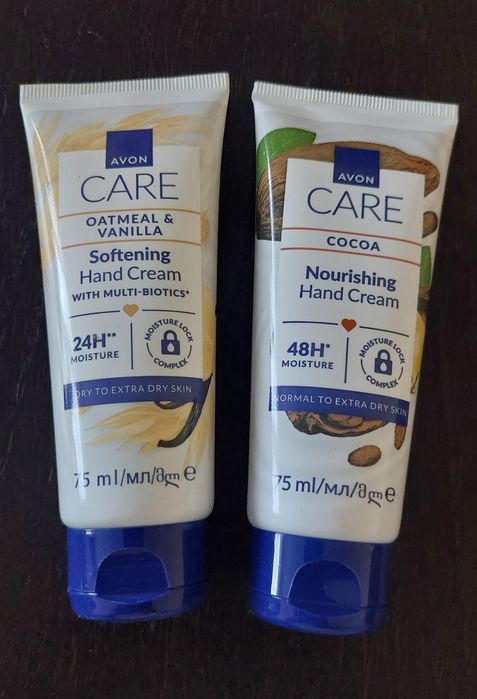 AVON
CARE
OATMEAL &
VANILLA
Softening
Hand Cream
WITH MULTI-BIOTICS*
24H**
MOISTURE
MOISTURE LOCK
COMPLEX
DRY TO EXTRA DRY SKIN
75 ml/мл/მლ e
AVON
CARE
COCOA
Nourishing
Hand Cream
48H*
MOISTURE
MOISTURE LOCK
COMPLEX
NORMAL TO EXTRA DRY SKIN
75 ml/мл/მლ e